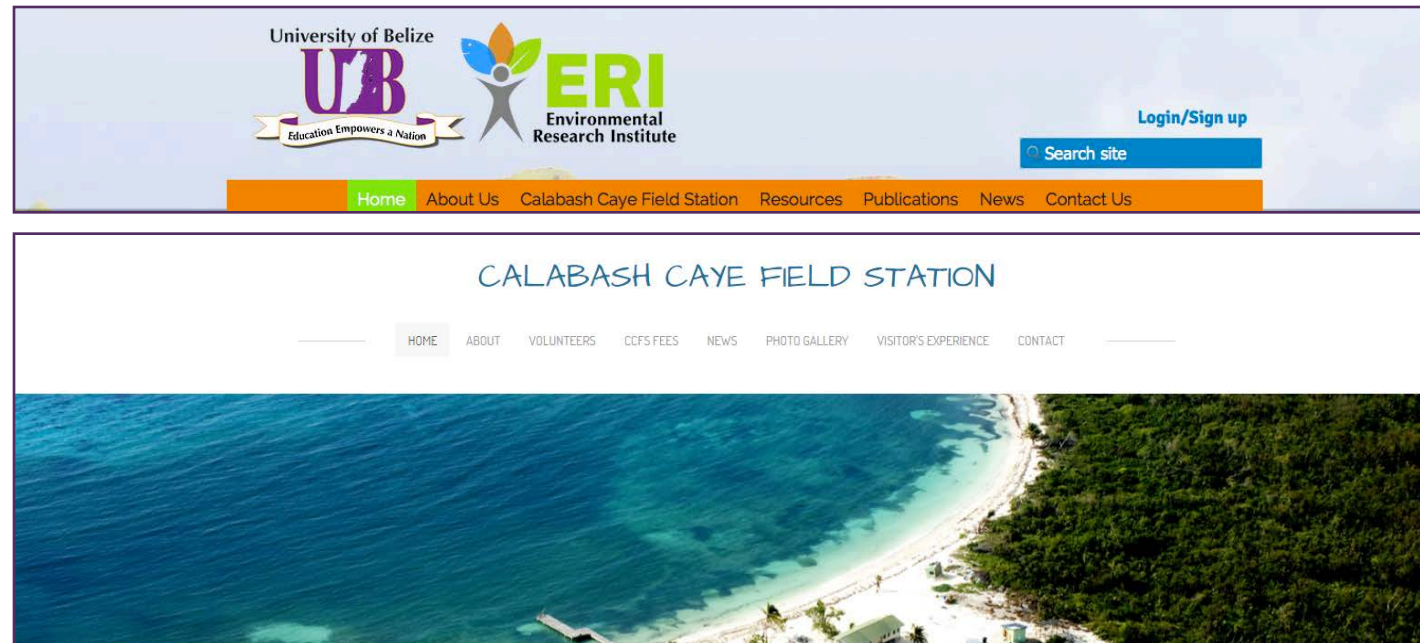 University of Belize
UB
Education Empowers a Nation
ERI
Environmental
Research Institute
Login/Sign up
Search site
Home About Us Calabash Caye Field Station Resources Publications News Contact Us
CALABASH CAYE FIELD STATION
HOME ABOUT VOLUNTEERS CCFS FEES NEWS PHOTO GALLERY VISITOR'S EXPERIENCE CONTACT